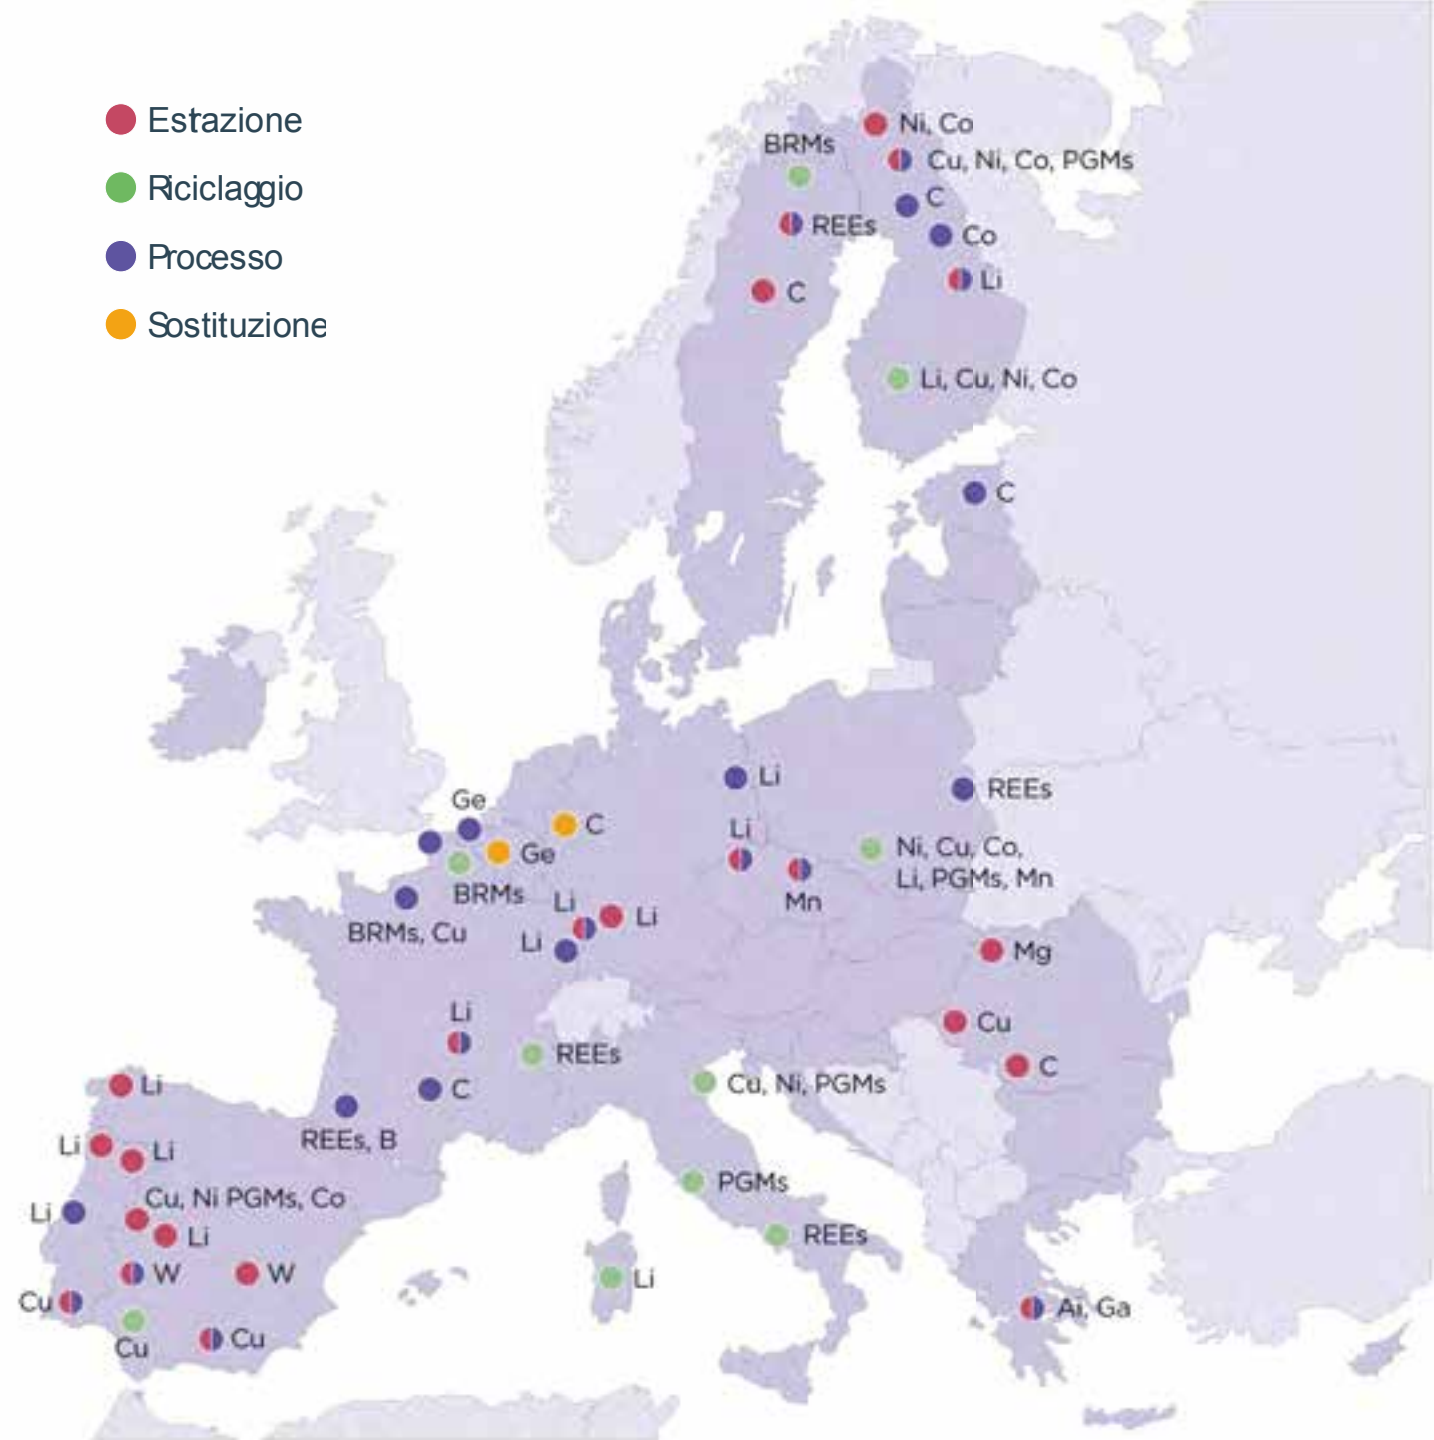 Estrazione
Riciclaggio
Processo
Sostituzione
Ni, Co
BRMs
Cu, Ni, Co, PGMs
C
REEs
Co
Li
C
Li, Cu, Ni, Co
C
Li
REEs
Ge
C
Li
Ni, Cu, Co,
Li, PGMs, Mn
Ge
BRMs
Mn
Li
Li
BRMs, Cu
Li
Mg
Li
Cu
REEs
C
Li
C
Cu, Ni, PGMs
REEs, B
Li
Li
PGMs
Cu, Ni PGMs, Co
Li
Li
REEs
W
W
Li
Cu
Ai, Ga
Cu
Cu